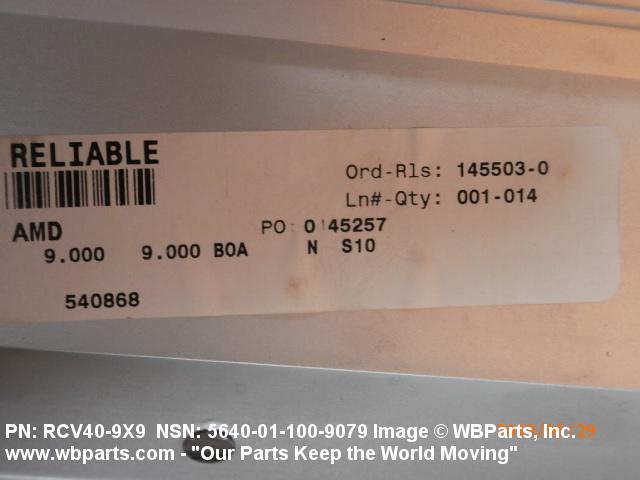 RELIABLE
Ord-Rls: 145503-0
Ln#-Qty: 001-014
AMD
PO: 0145257
9.000 9.000 BOA N S10
540868
PN: RCV40-9X9 NSN: 5640-01-100-9079 Image © WBParts, Inc.
www.wbparts.com - "Our Parts Keep the World Moving"